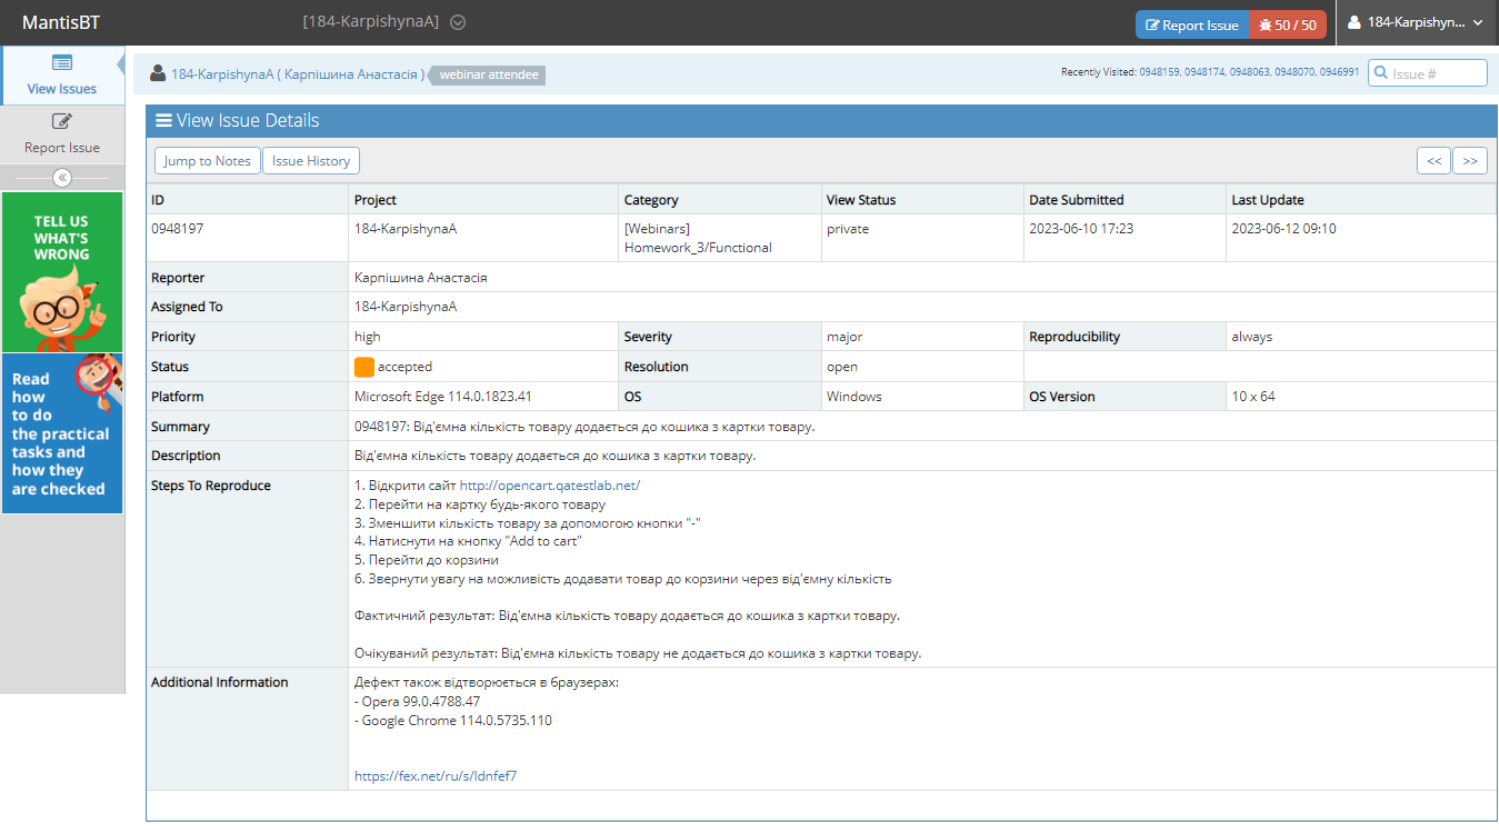 MantisBT
[184-KarpishynaA]
Report Issue
50 / 50
184-Karpishyn...
View Issues
Report Issue
TELL US
WHAT'S
WRONG
Read
how
to do
the practical
tasks and
how they
are checked
184-KarpishynaA ( Карпішина Анастасія )
webinar attendee
Recently Visited: 0948159, 0948174, 0948063, 0948070, 0946991
Issue #
View Issue Details
Jump to Notes
Issue History
<<
>>
ID Project Category View Status Date Submitted Last Update
0948197 184-KarpishynaA [Webinars] private 2023-06-10 17:23 2023-06-12 09:10
Homework_3/Functional
Reporter Карпішина Анастасія
Assigned To 184-KarpishynaA
Priority high Severity major Reproducibility always
Status accepted Resolution open
Platform Microsoft Edge 114.0.1823.41 OS Windows OS Version 10 x 64
Summary 0948197: Від'ємна кількість товару додається до кошика з картки товару.
Description Від'ємна кількість товару додається до кошика з картки товару.
Steps To Reproduce 1. Відкрити сайт http://opencart.qatestlab.net/
2. Перейти на картку будь-якого товару
3. Зменшити кількість товару за допомогою кнопки "-"
4. Натиснути на кнопку "Add to cart"
5. Перейти до корзини
6. Звернути увагу на можливість додавати товар до корзини через від'ємну кількість
Фактичний результат: Від'ємна кількість товару додається до кошика з картки товару.
Очікуваний результат: Від'ємна кількість товару не додається до кошика з картки товару.
Additional Information Дефект також відтворюється в браузерах:
- Opera 99.0.4788.47
- Google Chrome 114.0.5735.110
https://fex.net/ru/s/ldnfef7